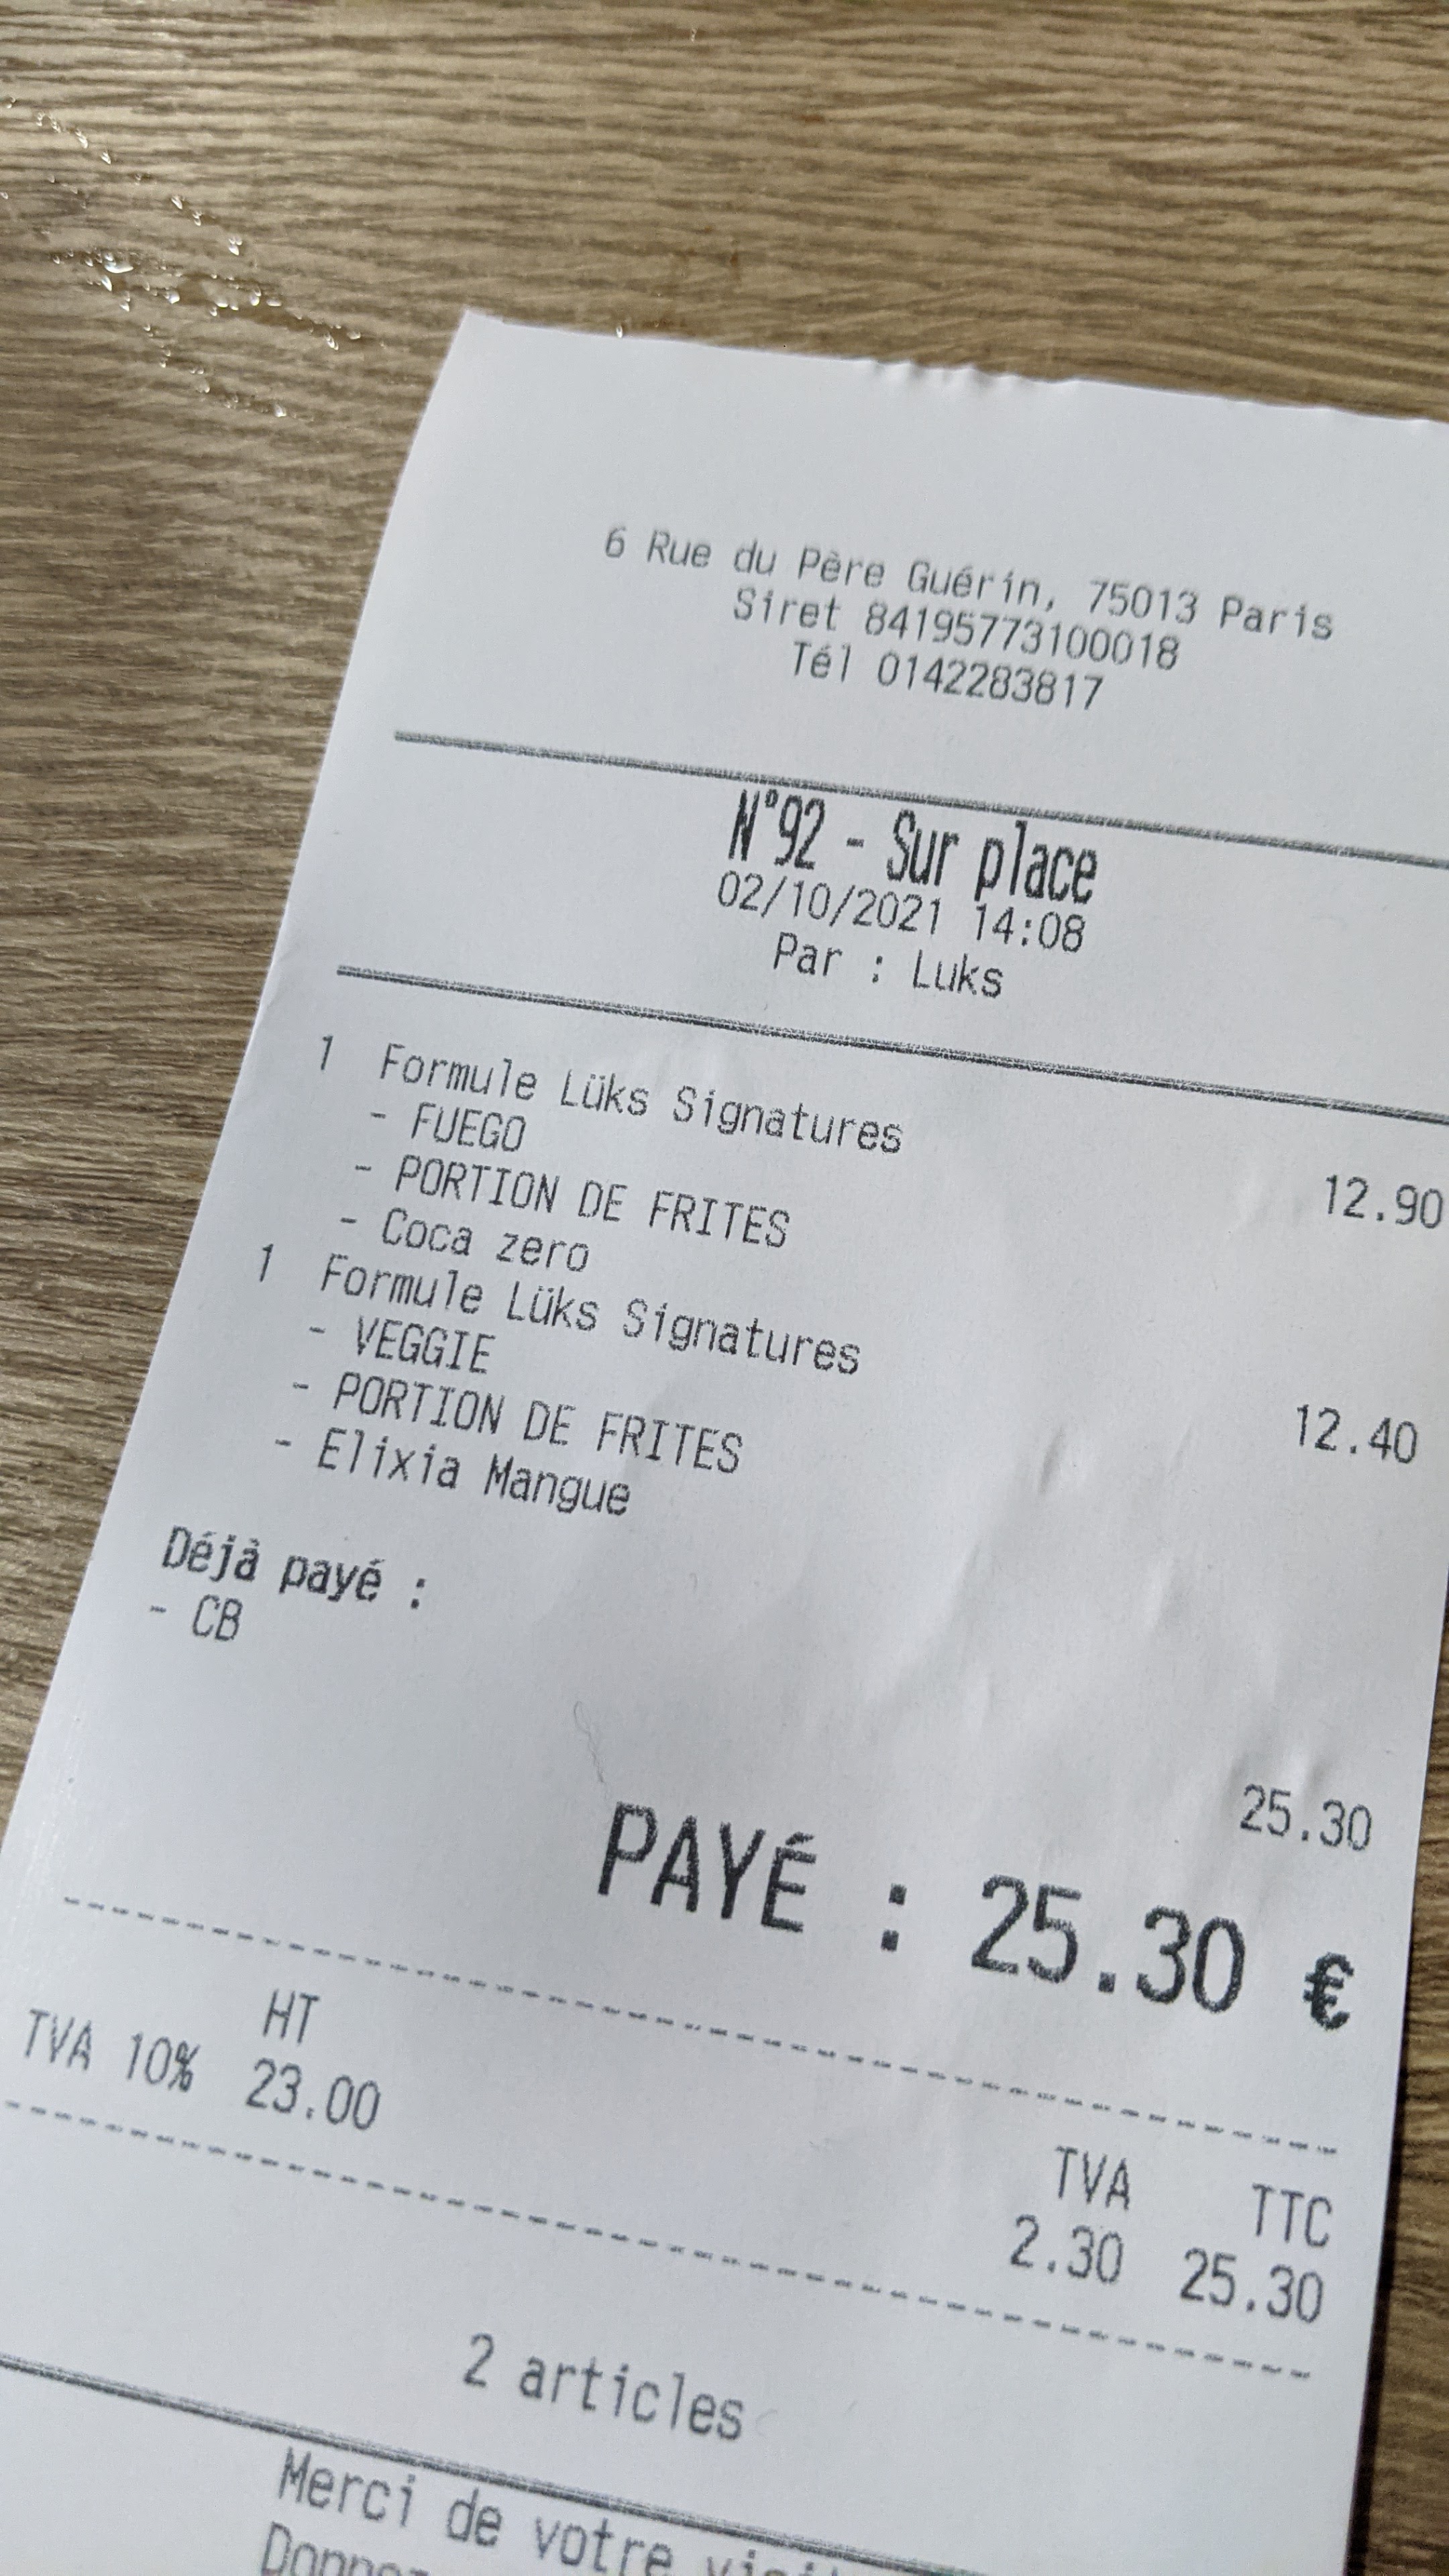 6 Rue du Père Guérin, 75013 Paris
Siret 84195773100018
Tél 0142283817
N°92 - Sur place
02/10/2021 14:08
Par : Luks
1 Formule Lüks Signatures 12.90
- FUEGO
- PORTION DE FRITES
- Coca zero
1 Formule Lüks Signatures 12.40
- VEGGIE
- PORTION DE FRITES
- Elixia Mangue
Déjà payé :
- CB 25.30
PAYÉ : 25.30 €
HT TVA TTC
TVA 10% 23.00 2.30 25.30
2 articles
Merci de votre